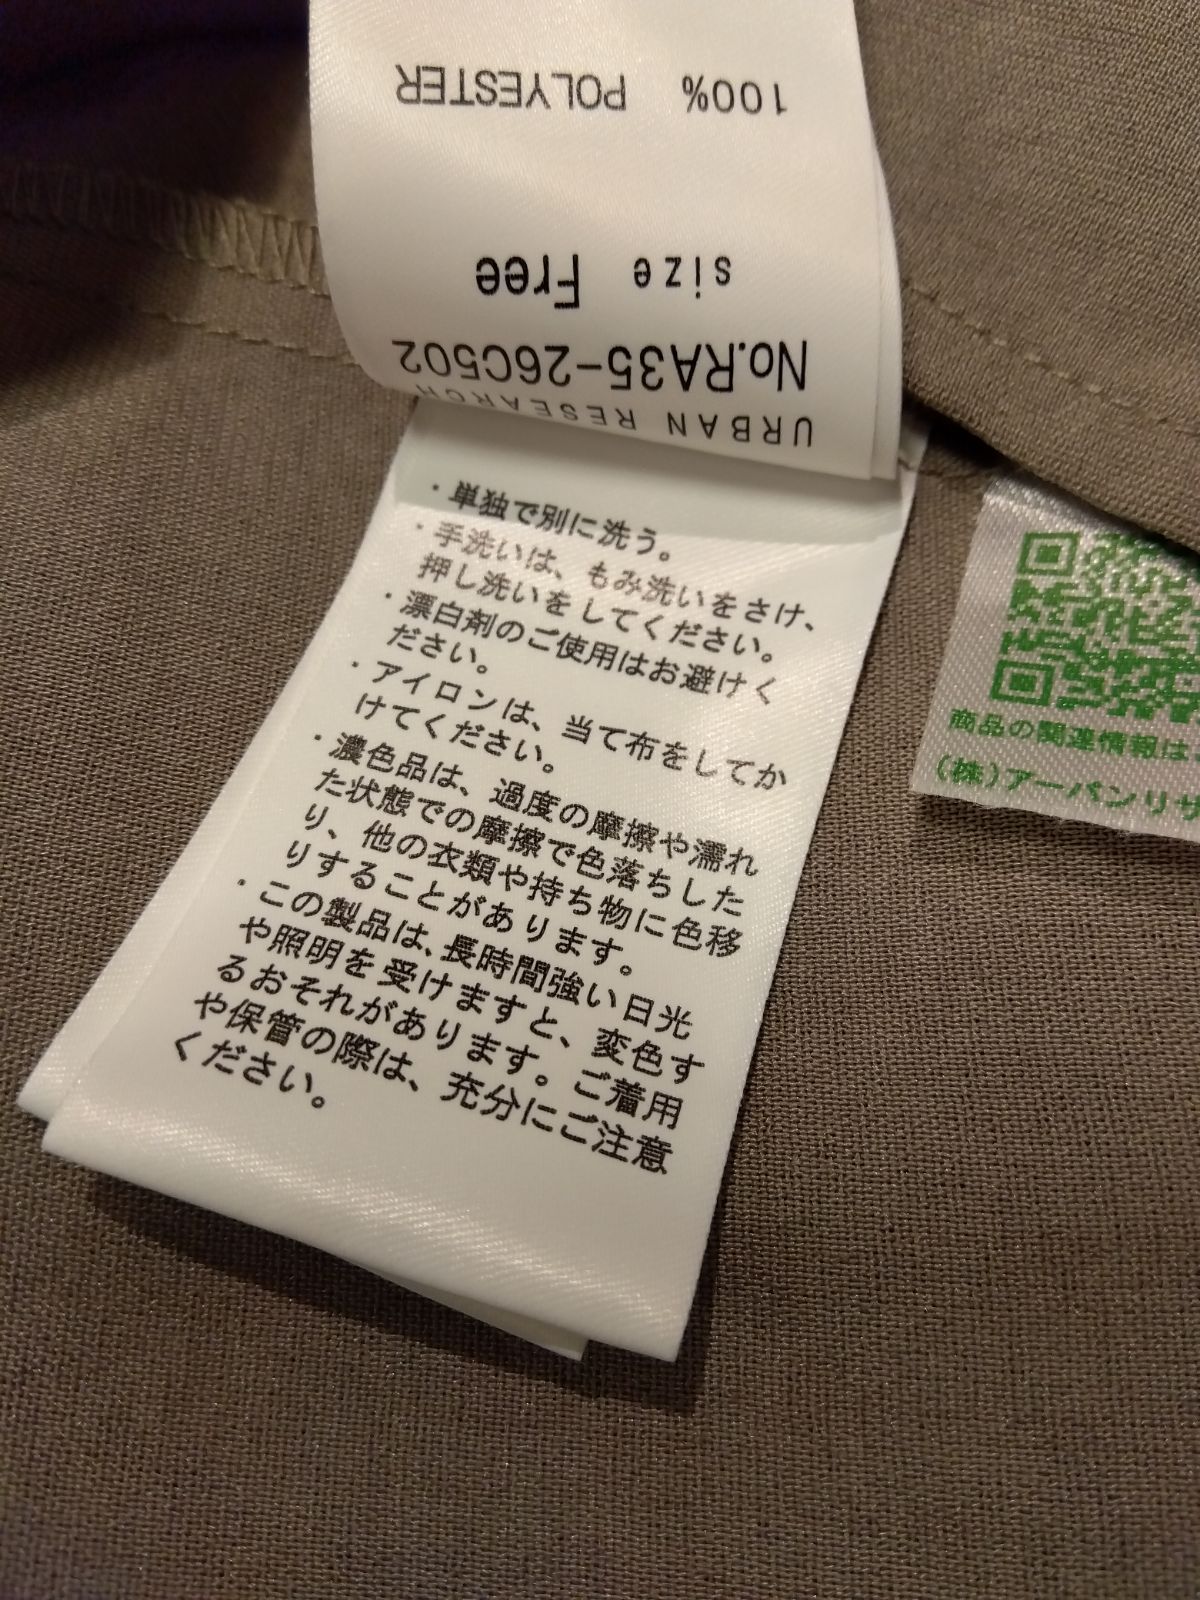 100% POLYESTER
size Free
No.RA35-26C502
URBAN RESEARCH
・単独で別に洗う。
・手洗いは、もみ洗いをさけ、
押し洗いをしてください。
・漂白剤のご使用はお避けく
ださい。
・アイロンは、当て布をしてか
けてください。
・濃色品は、過度の摩擦や濡れ
た状態での摩擦で色落ちした
り、他の衣類や持ち物に色移
りすることがあります。
・この製品は、長時間強い日光
や照明を受けますと、変色す
るおそれがあります。ご着用
や保管の際は、充分にご注意
ください。
商品の関連情報は、
(株)アーバンリサ